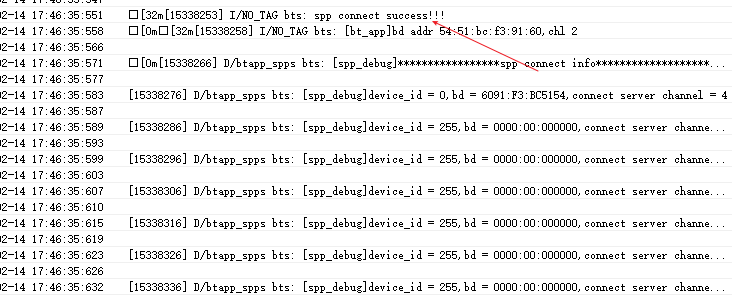 02-14 17:46:35:547
02-14 17:46:35:551 □[32m[15338253] I/NO_TAG bts: spp connect success!!!
02-14 17:46:35:558 □[0m□[32m[15338258] I/NO_TAG bts: [bt_app]bd addr 54:51:bc:f3:91:60,chl 2
02-14 17:46:35:566
02-14 17:46:35:571 □[0m[15338266] D/btapp_spps bts: [spp_debug]*****************spp connect info*******************...
02-14 17:46:35:577
02-14 17:46:35:583 [15338276] D/btapp_spps bts: [spp_debug]device_id = 0,bd = 6091:F3:BC5154,connect server channel = 4
02-14 17:46:35:587
02-14 17:46:35:589 [15338286] D/btapp_spps bts: [spp_debug]device_id = 255,bd = 0000:00:000000,connect server channe...
02-14 17:46:35:593
02-14 17:46:35:599 [15338296] D/btapp_spps bts: [spp_debug]device_id = 255,bd = 0000:00:000000,connect server channe...
02-14 17:46:35:603
02-14 17:46:35:607 [15338306] D/btapp_spps bts: [spp_debug]device_id = 255,bd = 0000:00:000000,connect server channe...
02-14 17:46:35:610
02-14 17:46:35:615 [15338316] D/btapp_spps bts: [spp_debug]device_id = 255,bd = 0000:00:000000,connect server channe...
02-14 17:46:35:619
02-14 17:46:35:623 [15338326] D/btapp_spps bts: [spp_debug]device_id = 255,bd = 0000:00:000000,connect server channe...
02-14 17:46:35:626
02-14 17:46:35:632 [15338336] D/btapp_spps bts: [spp_debug]device_id = 255,bd = 0000:00:000000,connect server channe...